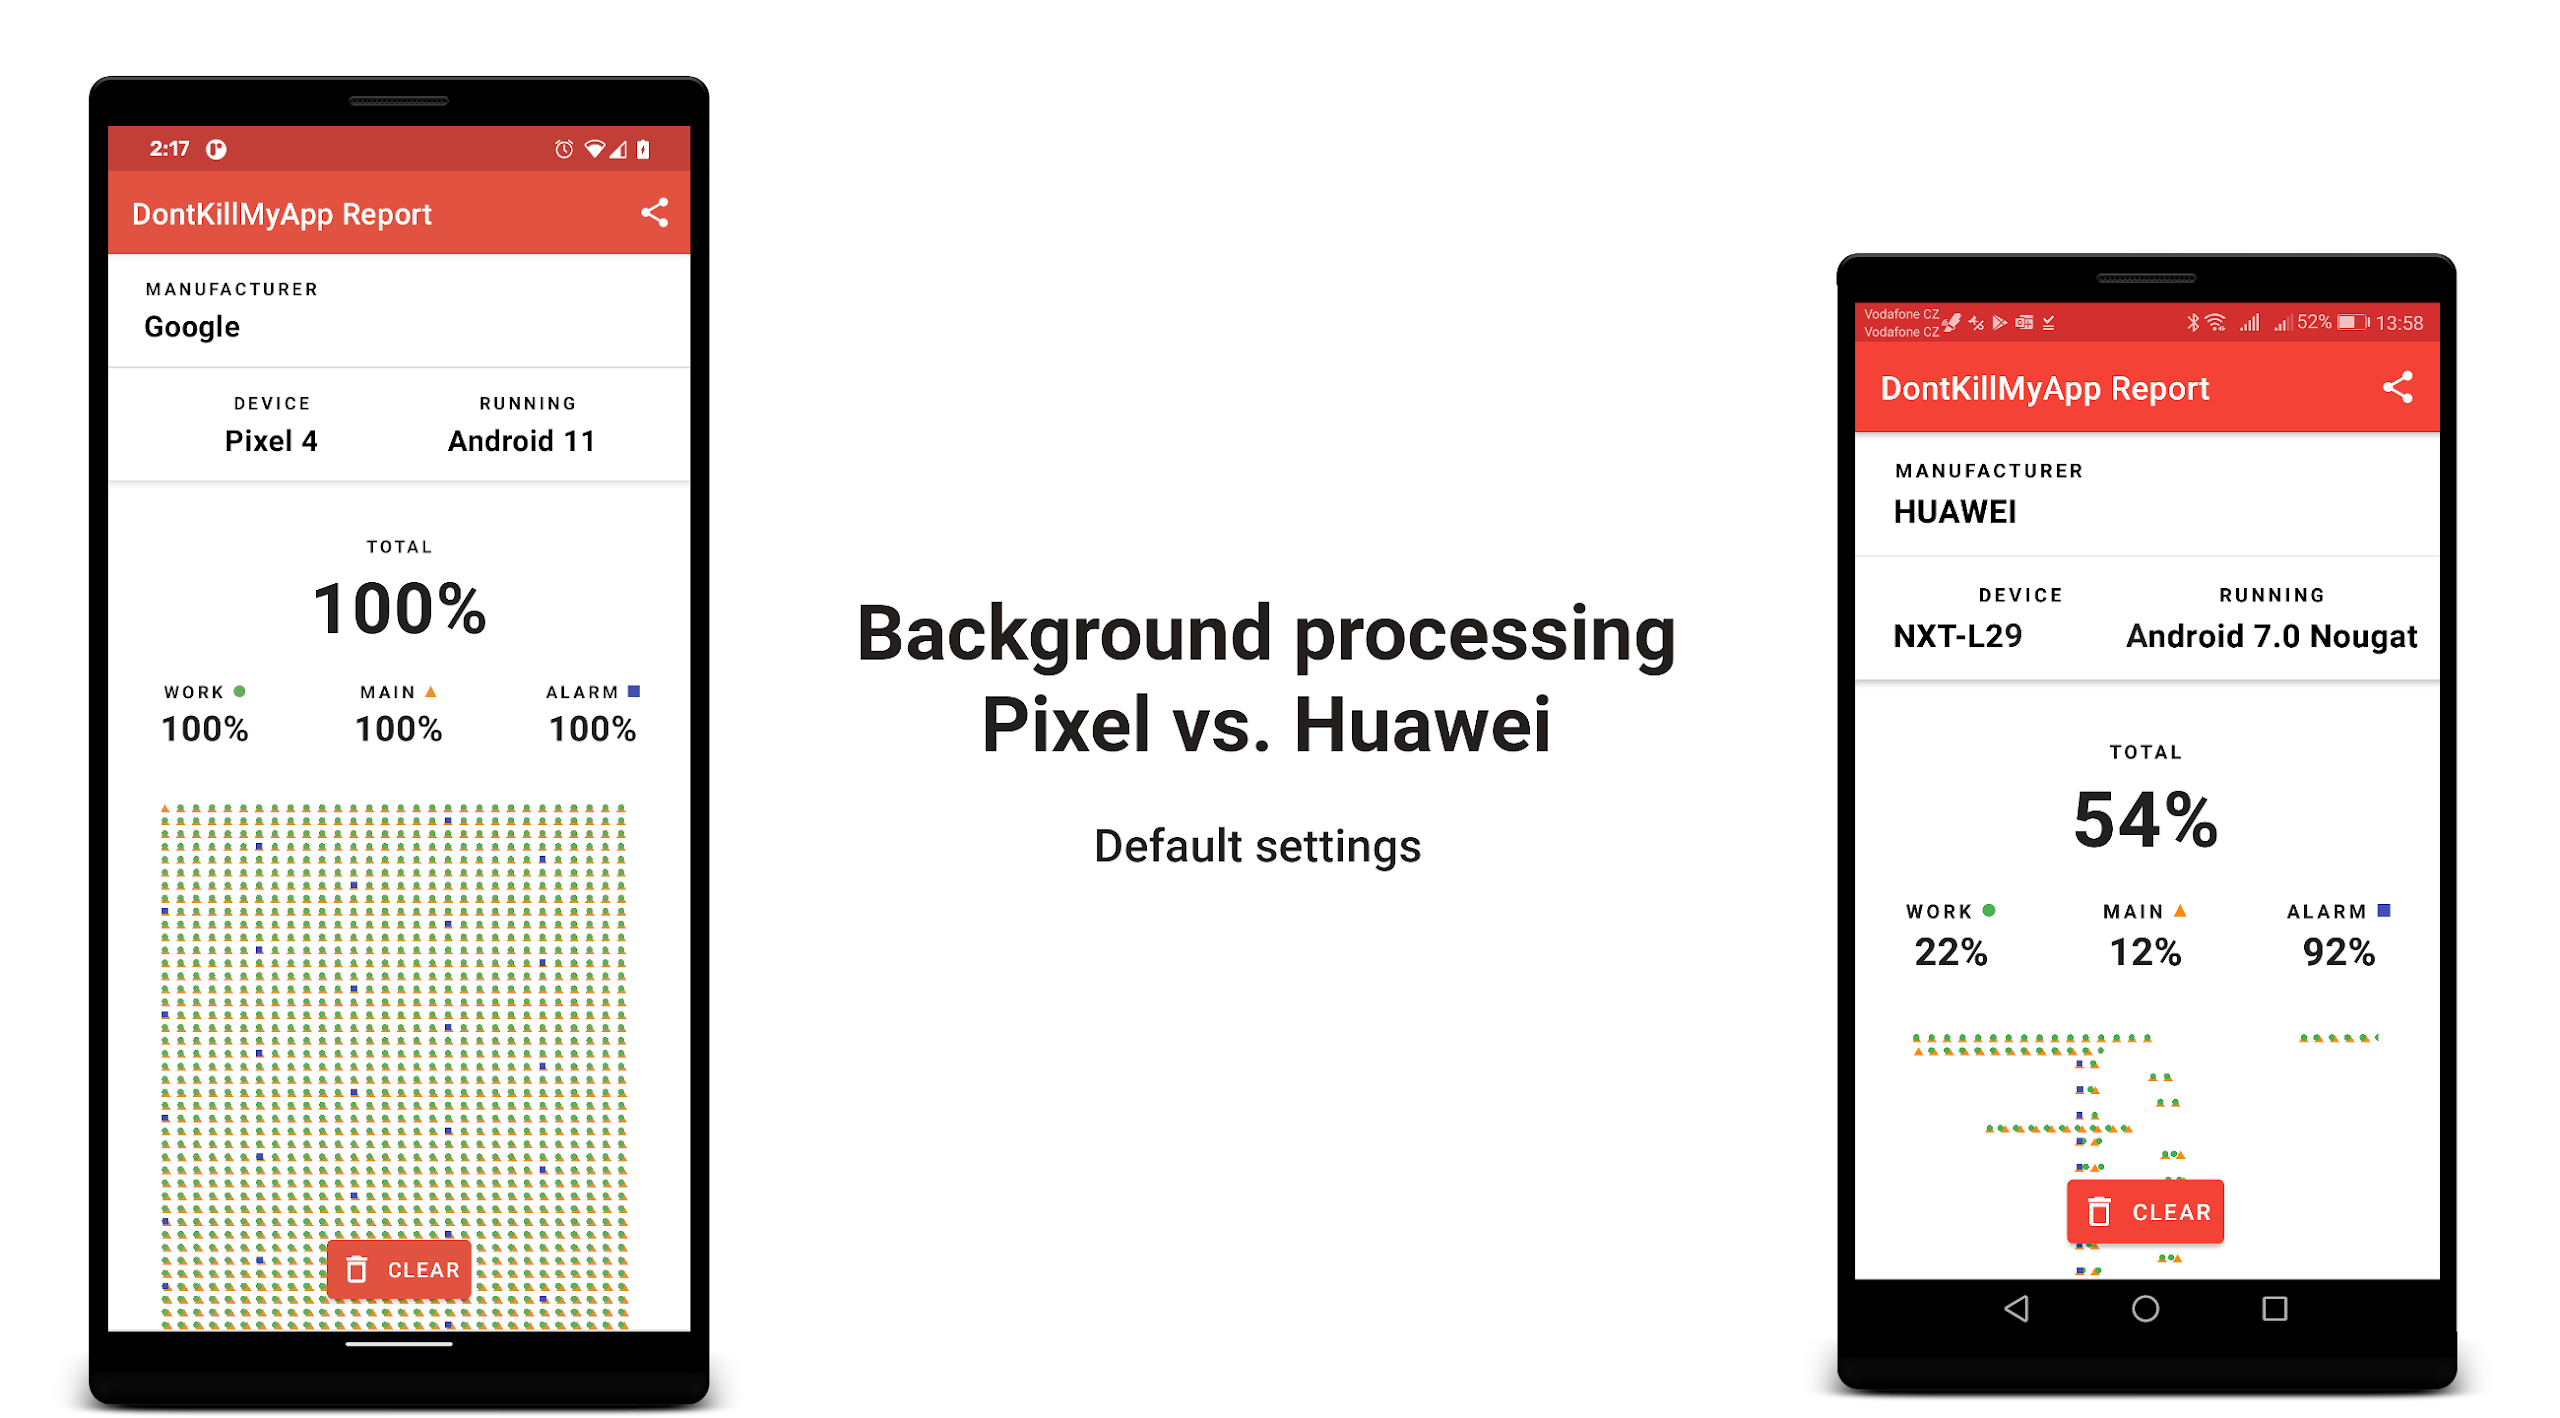 2:17
DontKillMyApp Report
MANUFACTURER
Google
DEVICE RUNNING
Pixel 4 Android 11
TOTAL
100%
WORK MAIN ALARM
100% 100% 100%
CLEAR
Background processing
Pixel vs. Huawei
Default settings
Vodafone CZ
Vodafone CZ
52% 13:58
DontKillMyApp Report
MANUFACTURER
HUAWEI
DEVICE RUNNING
NXT-L29 Android 7.0 Nougat
TOTAL
54%
WORK MAIN ALARM
22% 12% 92%
CLEAR